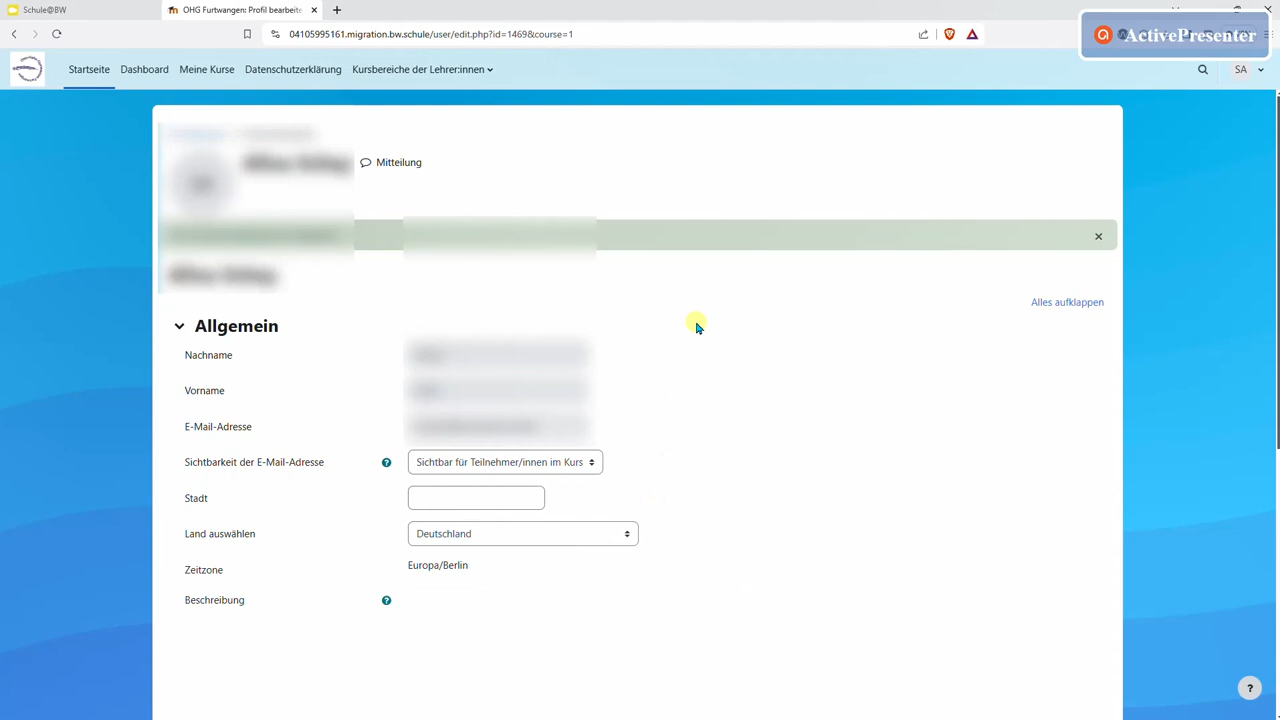 Schule@BW
OHG Furtwangen: Profil bearbeite
04105995161.migration.bw.schule/user/edit.php?id=1469&course=1
ActivePresenter
Startseite Dashboard Meine Kurse Datenschutzerklärung Kursbereiche der Lehrer:innen
SA
Mitteilung
Alles aufklappen
Allgemein
Nachname
Vorname
E-Mail-Adresse
Sichtbarkeit der E-Mail-Adresse ? Sichtbar für Teilnehmer/innen im Kurs
Stadt
Land auswählen Deutschland
Zeitzone Europa/Berlin
Beschreibung ?
?